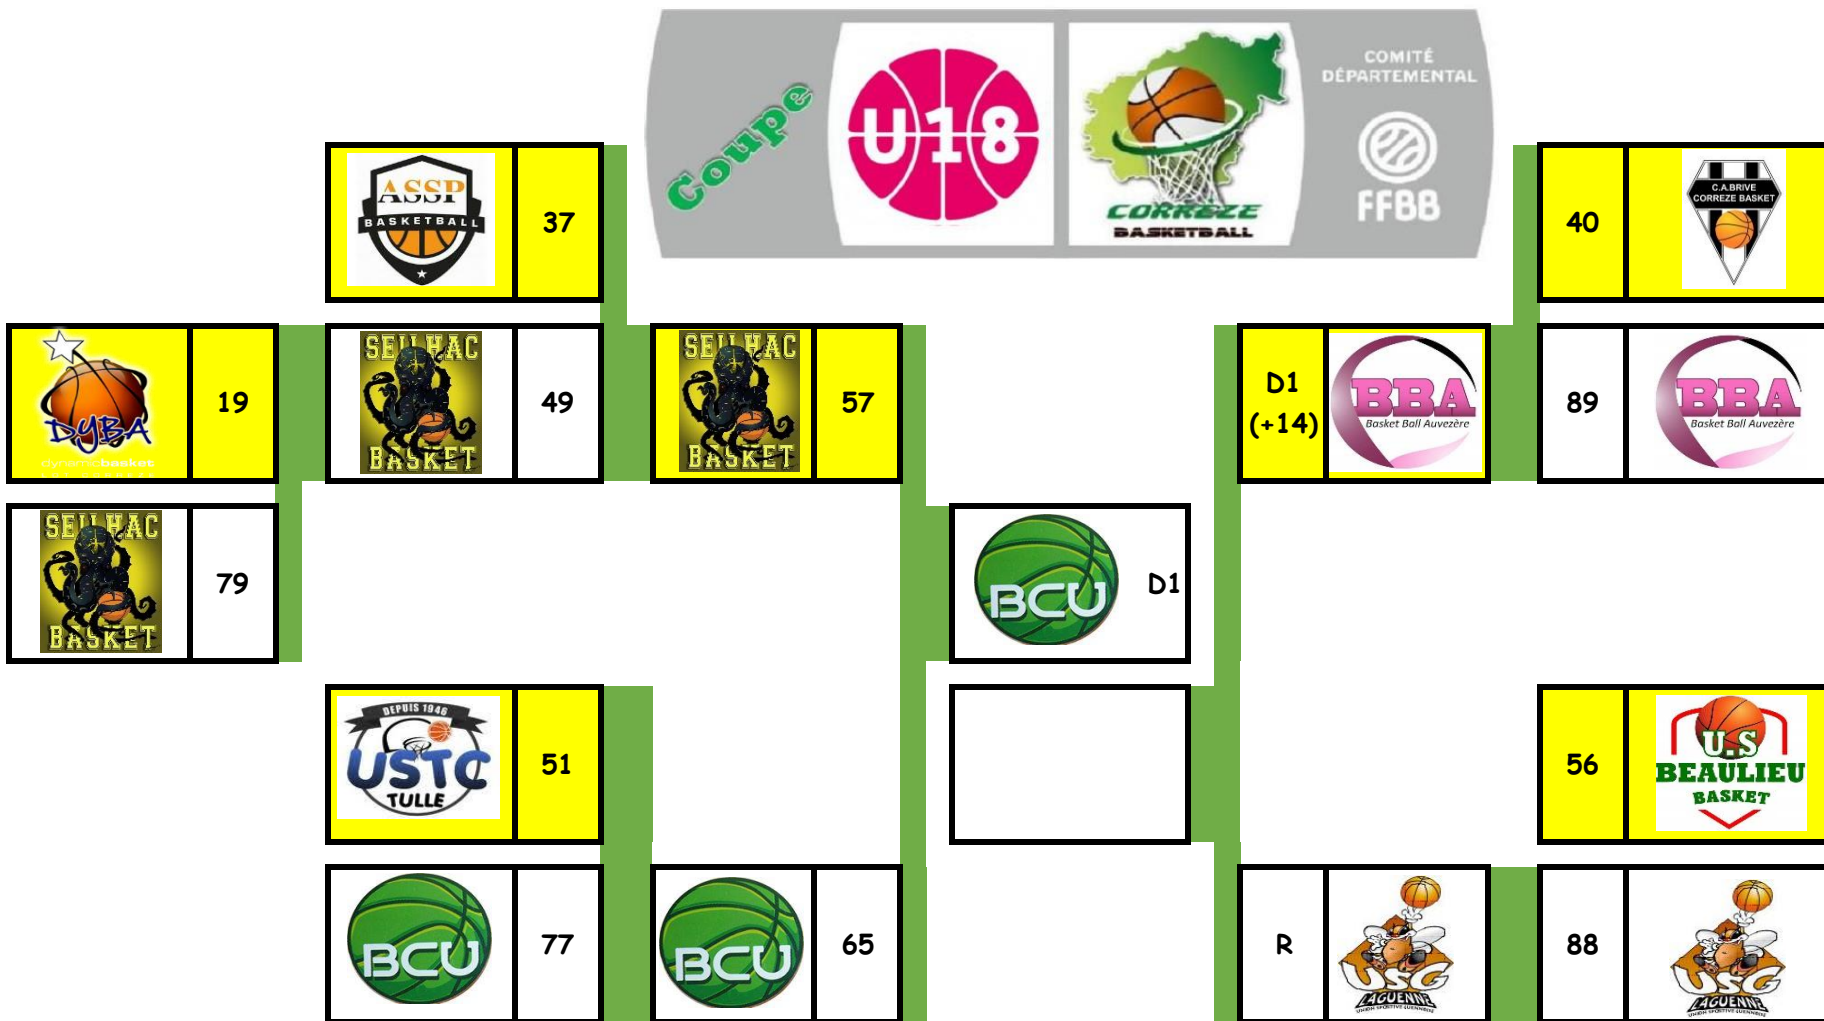 Coupe
U18
CORRÈZE
BASKETBALL
COMITÉ
DÉPARTEMENTAL
FFBB
ASSP
BASKETBALL
37
40
C.A.BRIVE
CORREZE BASKET
DYBA
dynamicbasket
19
SEILHAC
BASKET
49
SEILHAC
BASKET
57
D1
(+14)
BBA
Basket Ball Auvezère
89
BBA
Basket Ball Auvezère
SEILHAC
BASKET
79
BCU
D1
DEPUIS 1946
USTC
TULLE
51
56
U.S
BEAULIEU
BASKET
BCU
77
BCU
65
R
USG
LAGUENNE
88
USG
LAGUENNE